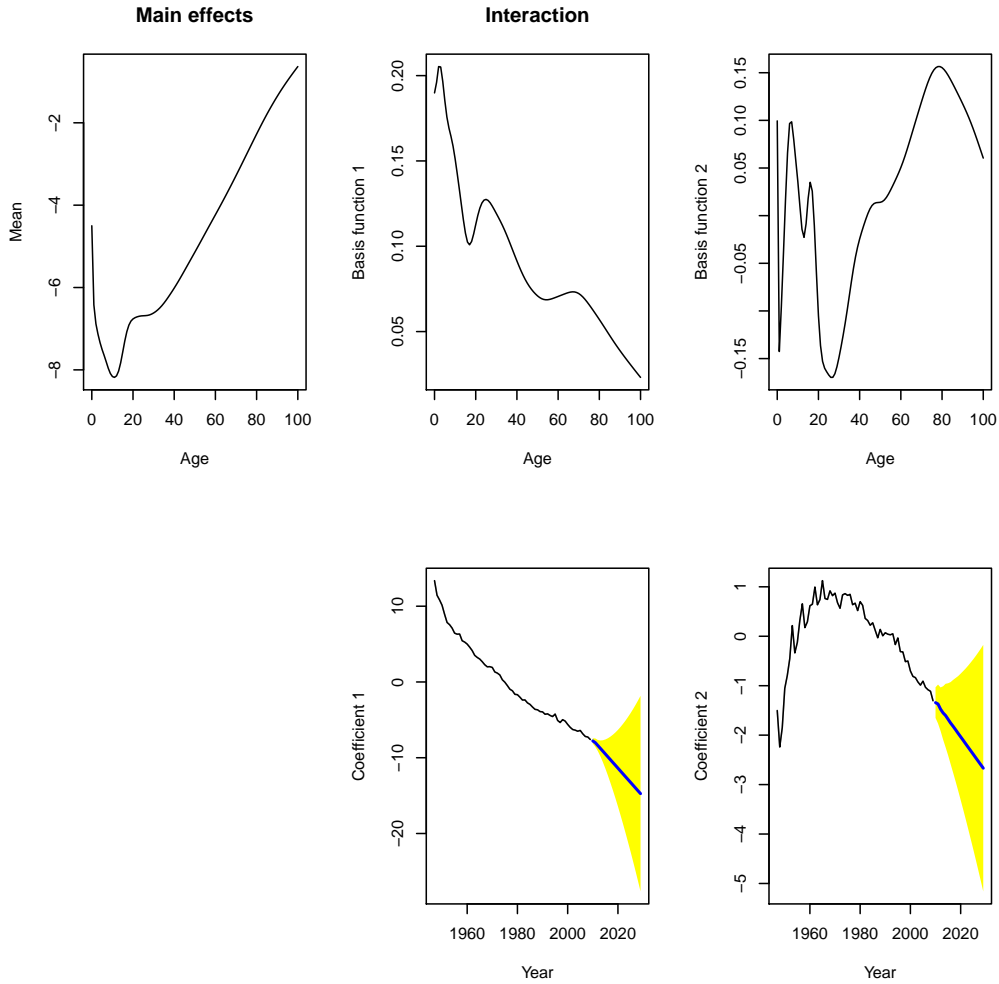 Main effects
Mean
−2
−4
−6
−8
0 20 40 60 80 100
Age
Interaction
Basis function 1
0.20
0.15
0.10
0.05
0 20 40 60 80 100
Age
Basis function 2
0.15
0.10
0.05
−0.05
−0.15
0 20 40 60 80 100
Age
Coefficient 1
10
0
−10
−20
1960 1980 2000 2020
Year
Coefficient 2
1
0
−1
−2
−3
−4
−5
1960 1980 2000 2020
Year